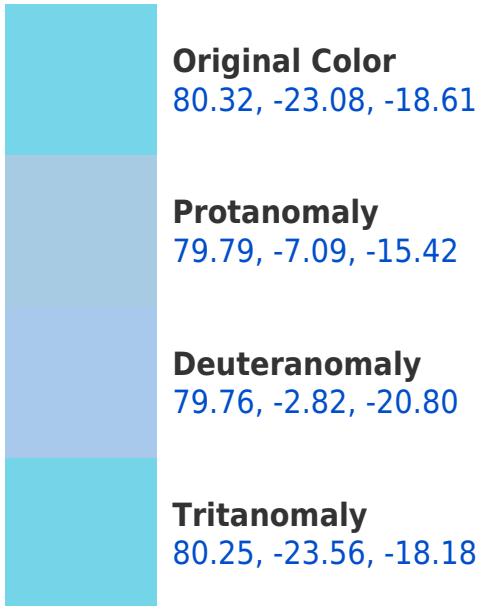 Original Color
80.32, -23.08, -18.61
Protanomaly
79.79, -7.09, -15.42
Deuteranomaly
79.76, -2.82, -20.80
Tritanomaly
80.25, -23.56, -18.18